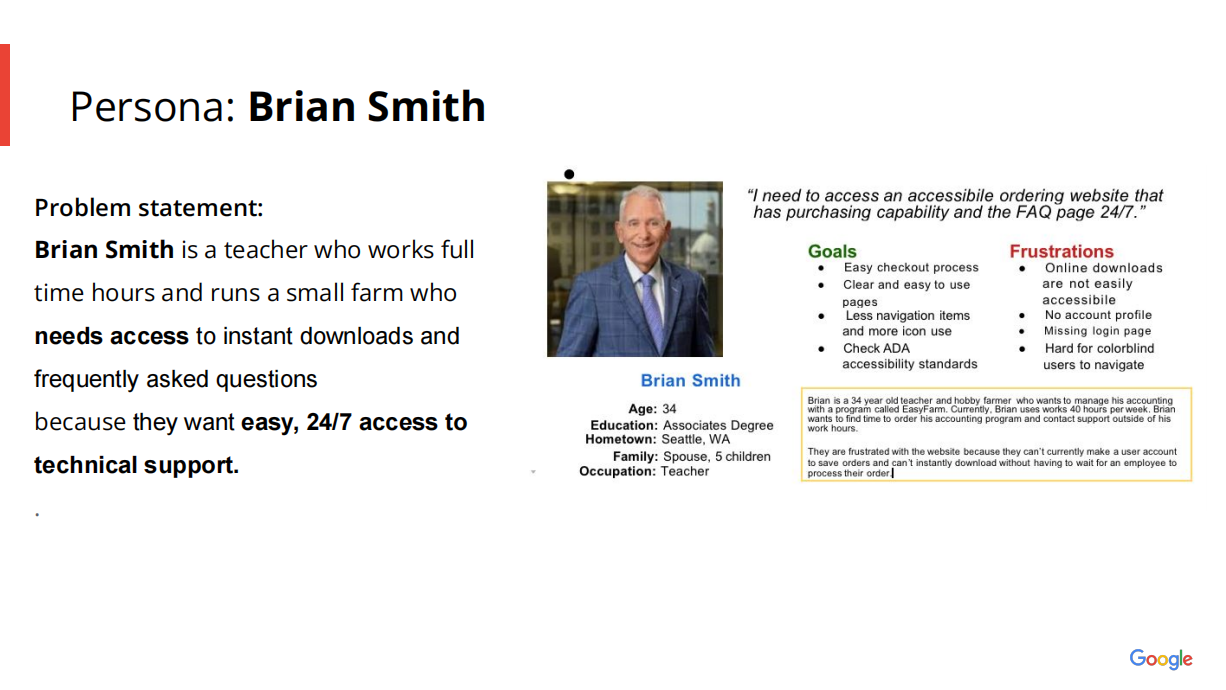 Persona: Brian Smith
Problem statement:
Brian Smith is a teacher who works full
time hours and runs a small farm who
needs access to instant downloads and
frequently asked questions
because they want easy, 24/7 access to
technical support.
.
“I need to access an accessibile ordering website that
has purchasing capability and the FAQ page 24/7.”
Goals
● Easy checkout process
● Clear and easy to use
pages
● Less navigation items
and more icon use
● Check ADA
accessibility standards
Frustrations
● Online downloads
are not easily
accessibile
● No account profile
● Missing login page
● Hard for colorblind
users to navigate
Brian Smith
Age: 34
Education: Associates Degree
Hometown: Seattle, WA
Family: Spouse, 5 children
Occupation: Teacher
Brian is a 34 year old teacher and hobby farmer who wants to manage his accounting
with a program called EasyFarm. Currently, Brian uses works 40 hours per week. Brian
wants to find time to order his accounting program and contact support outside of his
work hours.
They are frustrated with the website because they can’t currently make a user account
to save orders and can’t instantly download without having to wait for an employee to
process their order.
Google